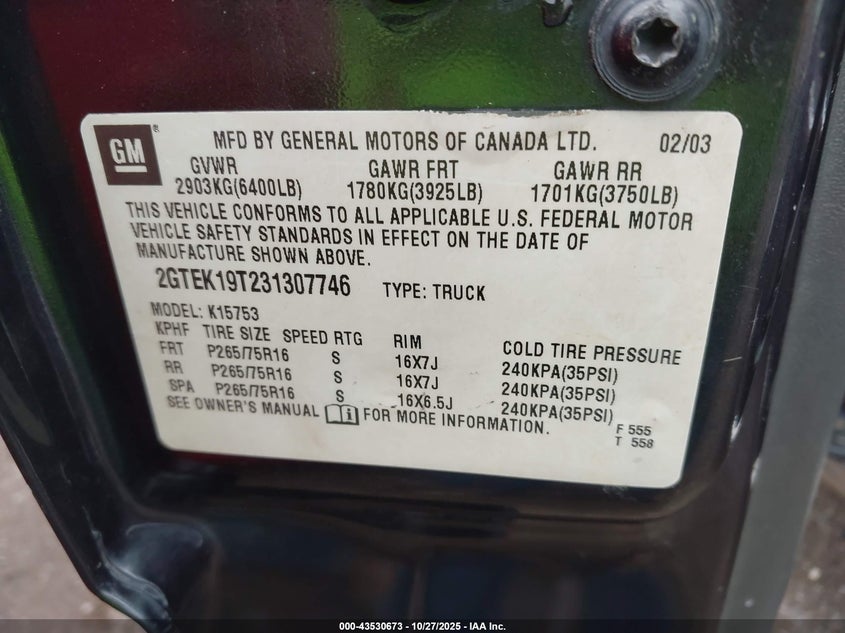 GM®
MFD BY GENERAL MOTORS OF CANADA LTD. 02/03
GVWR GAWR FRT GAWR RR
2903KG(6400LB) 1780KG(3925LB) 1701KG(3750LB)
THIS VEHICLE CONFORMS TO ALL APPLICABLE U.S. FEDERAL MOTOR
VEHICLE SAFETY STANDARDS IN EFFECT ON THE DATE OF
MANUFACTURE SHOWN ABOVE.
2GTEK19T231307746 TYPE: TRUCK
MODEL: K15753
KPHF TIRE SIZE SPEED RTG RIM COLD TIRE PRESSURE
FRT P265/75R16 S 16X7J 240KPA(35PSI)
RR P265/75R16 S 16X7J 240KPA(35PSI)
SPA P265/75R16 S 16X6.5J 240KPA(35PSI)
SEE OWNER'S MANUAL FOR MORE INFORMATION.
F 555
T 558
000-43530673 | 10/27/2025 - IAA Inc.